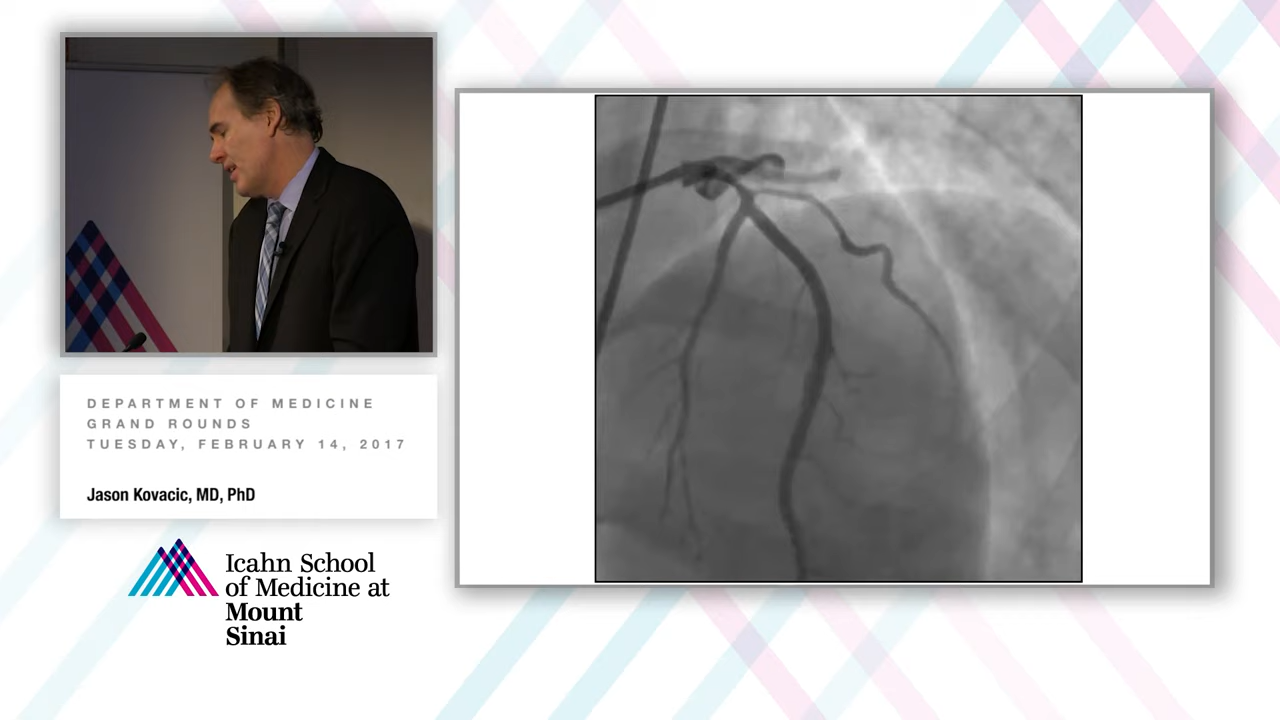 DEPARTMENT OF MEDICINE
GRAND ROUNDS
TUESDAY, FEBRUARY 14, 2017
Jason Kovacic, MD, PhD
Icahn School
of Medicine at
Mount
Sinai